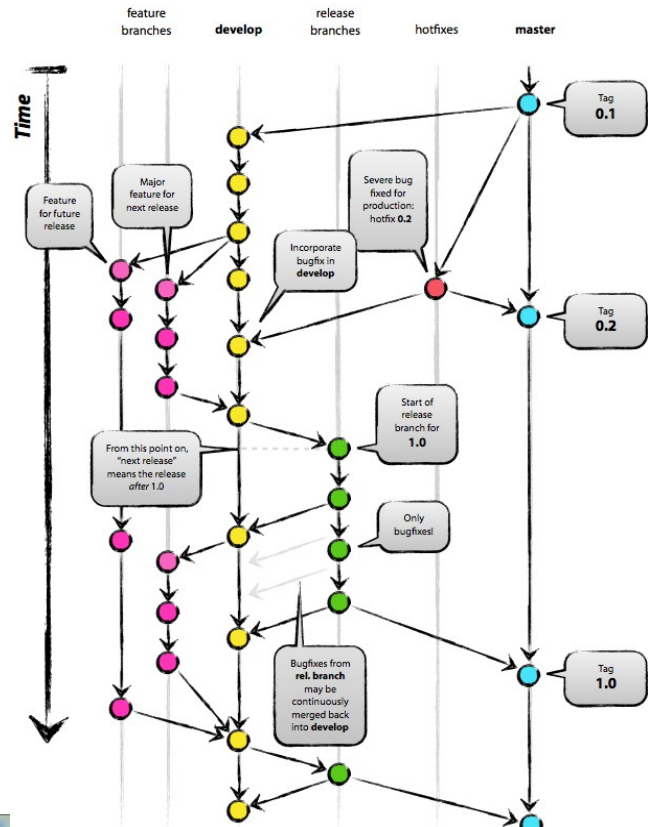 feature
branches
develop
release
branches
hotfixes
master
Time
Tag
0.1
Major
feature for
next release
Feature
for future
release
Severe bug
fixed for
production:
hotfix 0.2
Incorporate
bugfix in
develop
Tag
0.2
Start of
release
branch for
1.0
From this point on,
"next release"
means the release
after 1.0
Only
bugfixes!
Bugfixes from
rel. branch
may be
continuously
merged back
into develop
Tag
1.0